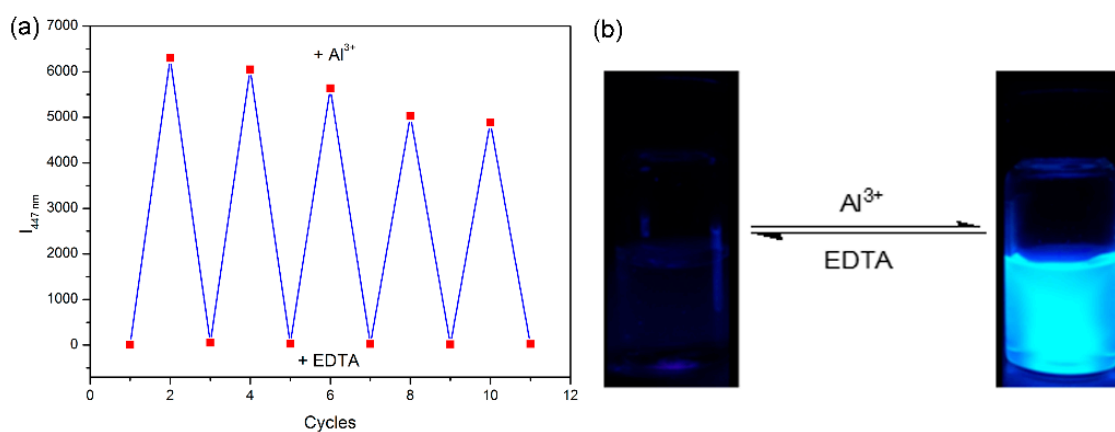 (a)
7000
6000
5000
4000
3000
2000
1000
0
I447 nm
+ Al3+
+ EDTA
0 2 4 6 8 10 12
Cycles
(b)
Al3+
EDTA